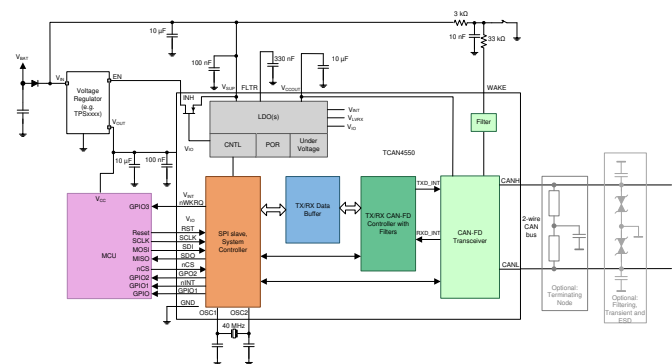 3 kΩ
10 µF
10 nF
33 kΩ
100 nF
330 nF
10 µF
VBAT
VIN
EN
Voltage
Regulator
(e.g.
TPSxxxx)
VOUT
INH
VSUP
FLTR
VCCOUT
WAKE
LDO(s)
VINT
VLVRX
VIO
VIO
CNTL
POR
Under
Voltage
Filter
TCAN4550
10 µF
100 nF
VCC
MCU
GPIO3
Reset
SCLK
MOSI
MISO
nCS
GPIO2
GPIO1
GPIO
VINT
nWKRQ
VIO
RST
SCLK
SDI
SDO
nCS
GPO2
nINT
GPIO1
GND
OSC1
OSC2
40 MHz
SPI slave,
System
Controller
TX/RX Data
Buffer
TX/RX CAN-FD
Controller with
Filters
TXD_INT
RXD_INT
CAN-FD
Transceiver
CANH
CANL
2-wire
CAN
bus
Optional:
Terminating
Node
Optional:
Filtering,
Transient and
ESD